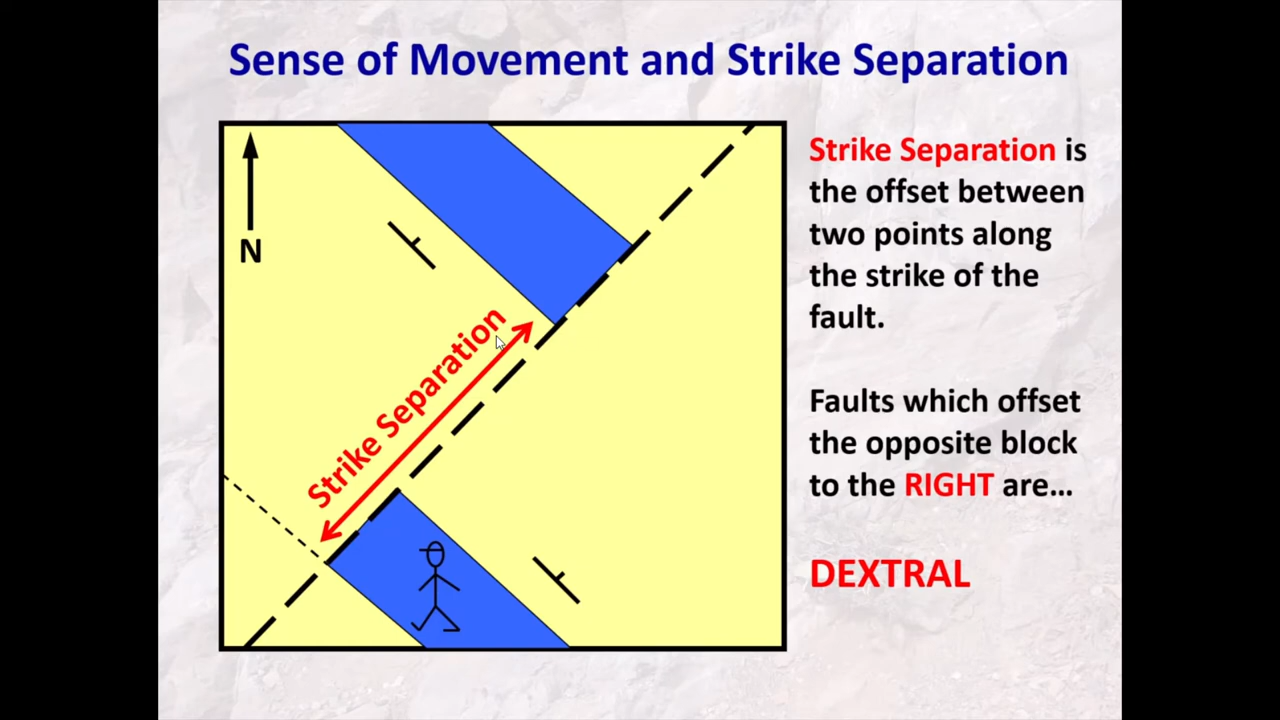 Sense of Movement and Strike Separation
N
Strike Separation
Strike Separation is
the offset between
two points along
the strike of the
fault.
Faults which offset
the opposite block
to the RIGHT are...
DEXTRAL